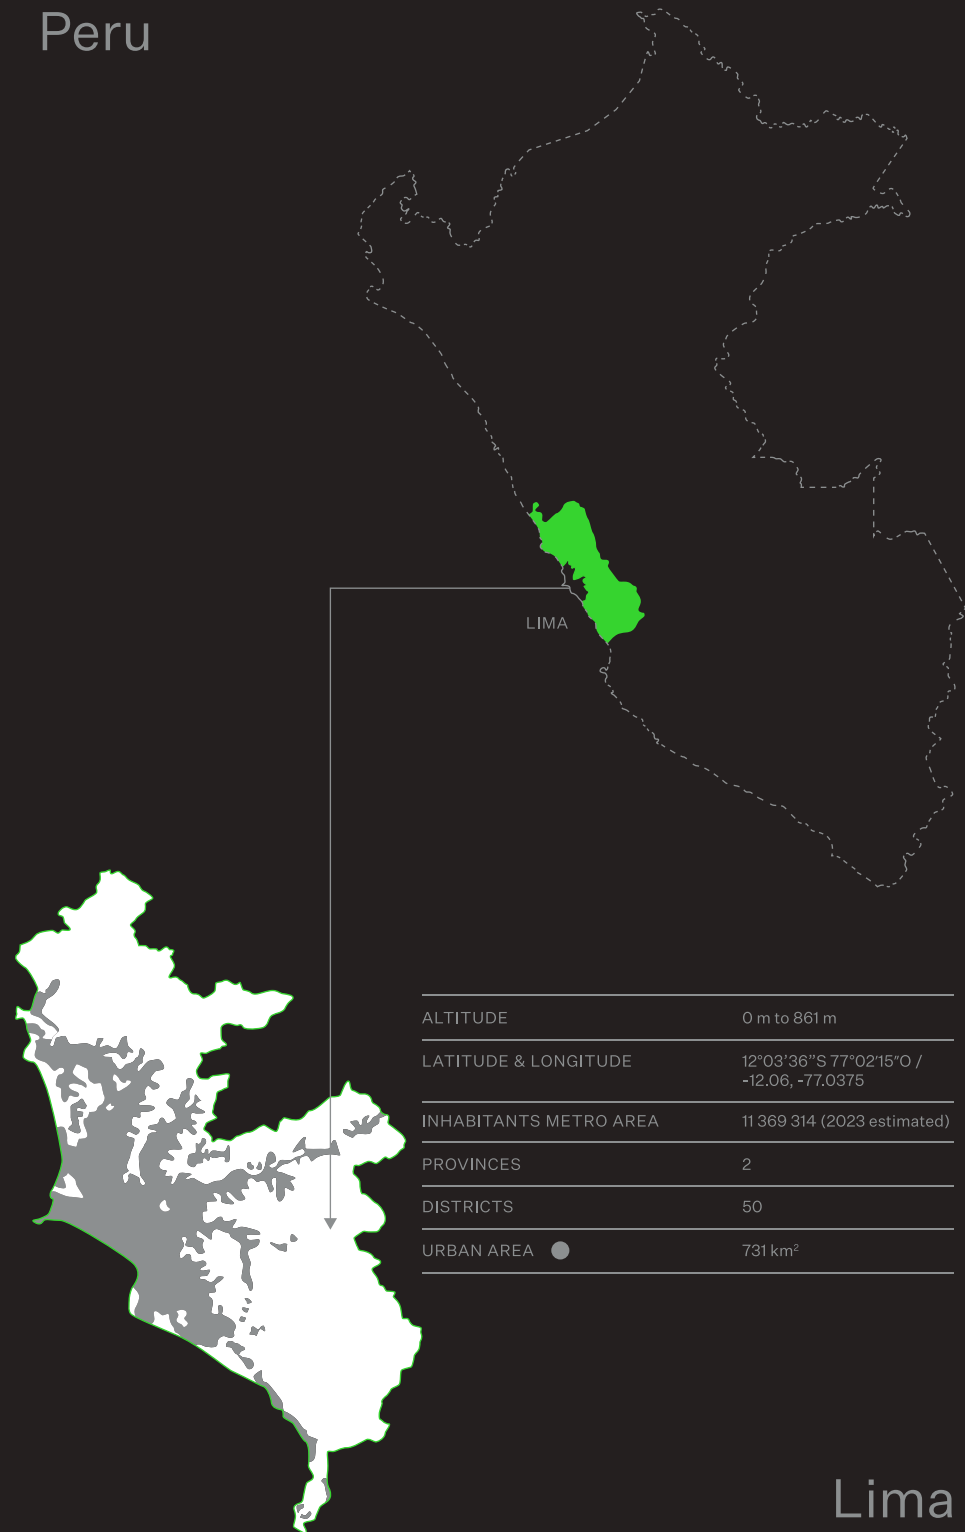 Peru
LIMA
ALTITUDE 0 m to 861 m
LATITUDE & LONGITUDE 12°03'36”S 77°02'15"O /
-12.06, -77.0375
INHABITANTS METRO AREA 11 369 314 (2023 estimated)
PROVINCES 2
DISTRICTS 50
URBAN AREA 731 km²
Lima